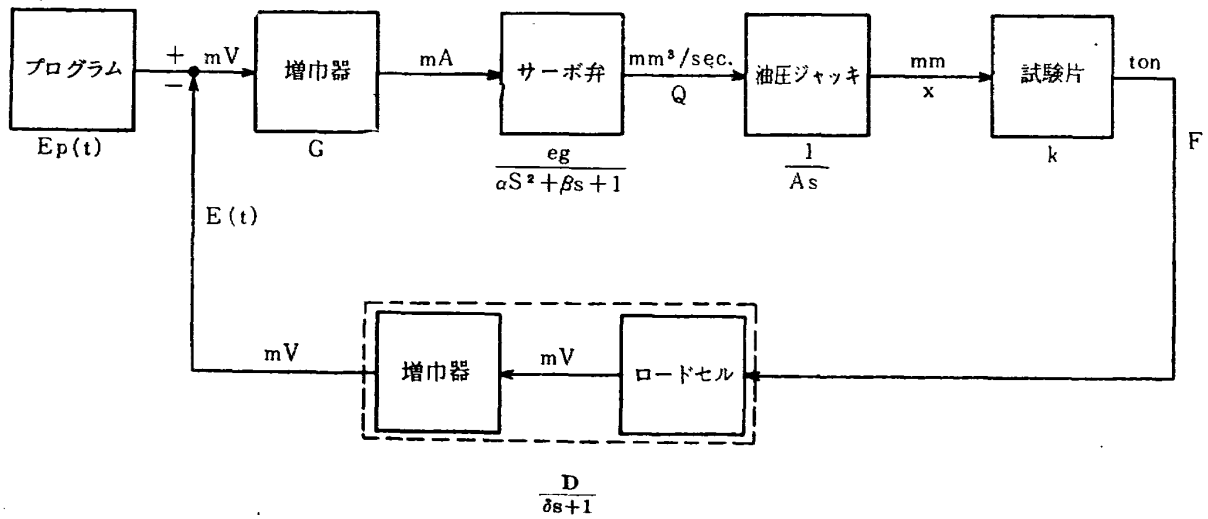 プログラム
Ep(t)
+
−
mV
増巾器
G
mA
サーボ弁
eg
αS²+βs+1
mm³/sec.
Q
油圧ジャッキ
1
As
mm
x
試験片
k
ton
F
E(t)
mV
増巾器
mV
ロードセル
D
δs+1